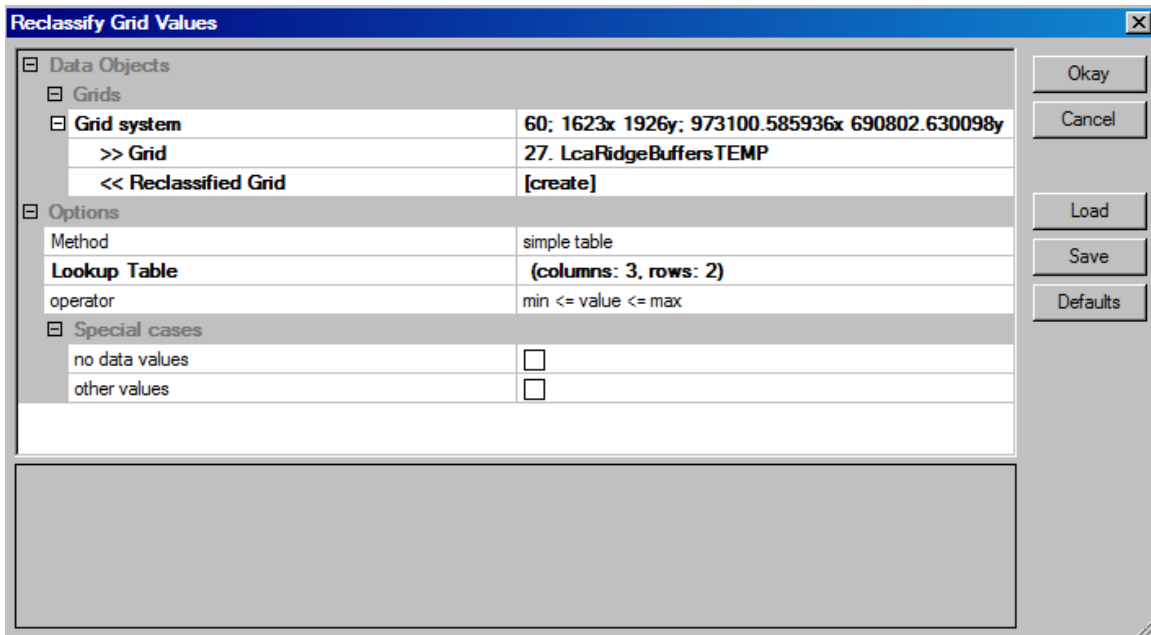 Reclassify Grid Values
Data Objects
Okay
Grids
Grid system 60; 1623x 1926y; 973100.585936x 690802.630098y
Cancel
>> Grid 27. LcaRidgeBuffersTEMP
<< Reclassified Grid [create]
Options
Load
Method simple table
Lookup Table (columns: 3, rows: 2)
Save
operator min <= value <= max
Defaults
Special cases
no data values
other values